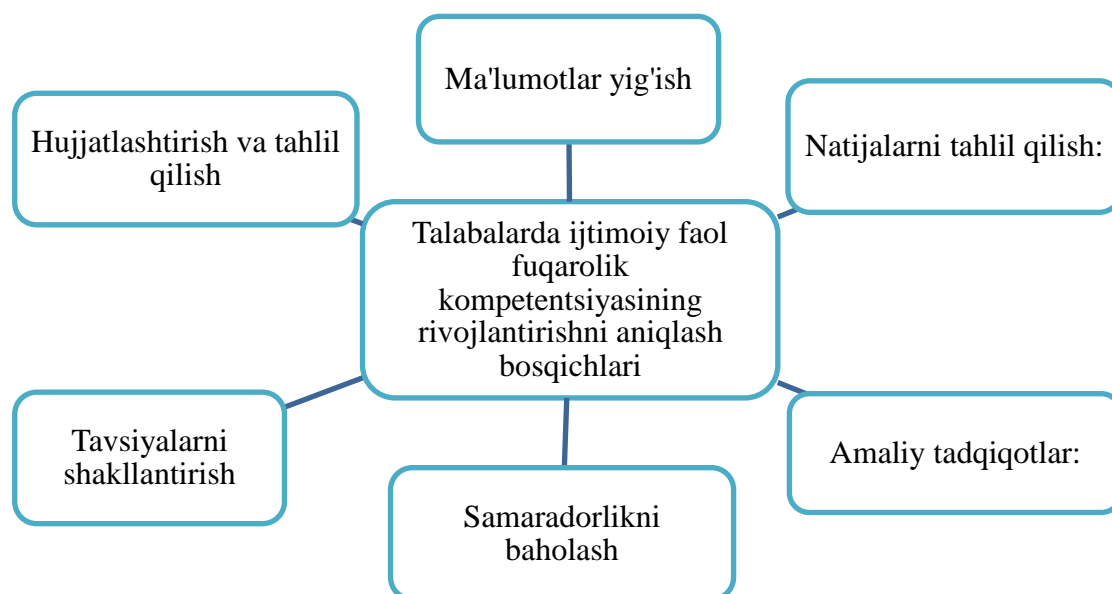 Ma'lumotlar yig'ish
Hujjatlashtirish va tahlil
qilish
Natijalarni tahlil qilish:
Talabalarda ijtimoiy faol
fuqarolik
kompetentsiyasining
rivojlantirishni aniqlash
bosqichlari
Tavsiyalarni
shakllantirish
Amaliy tadqiqotlar:
Samaradorlikni
baholash